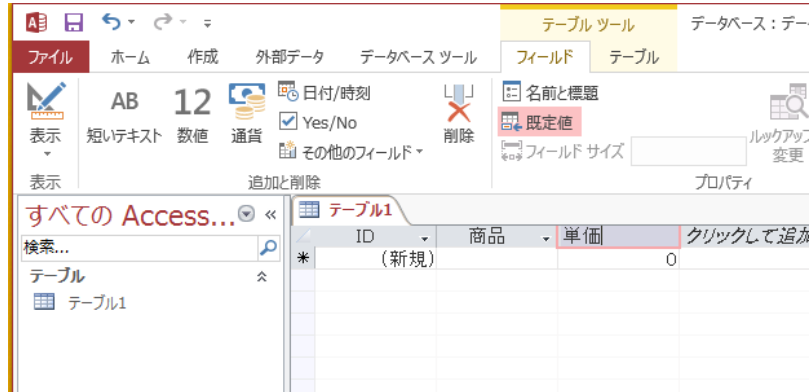 テーブル ツール
データベース : デー
ファイル
ホーム
作成
外部データ
データベース ツール
フィールド
テーブル
表示
AB
短いテキスト
12
数値
通貨
日付/時刻
Yes/No
その他のフィールド
削除
名前と標題
既定値
フィールド サイズ
ルックアップ
変更
表示
追加と削除
プロパティ
すべての Access...
検索...
テーブル
テーブル1
テーブル1
ID 商品 単価 クリックして追加
(新規) 0